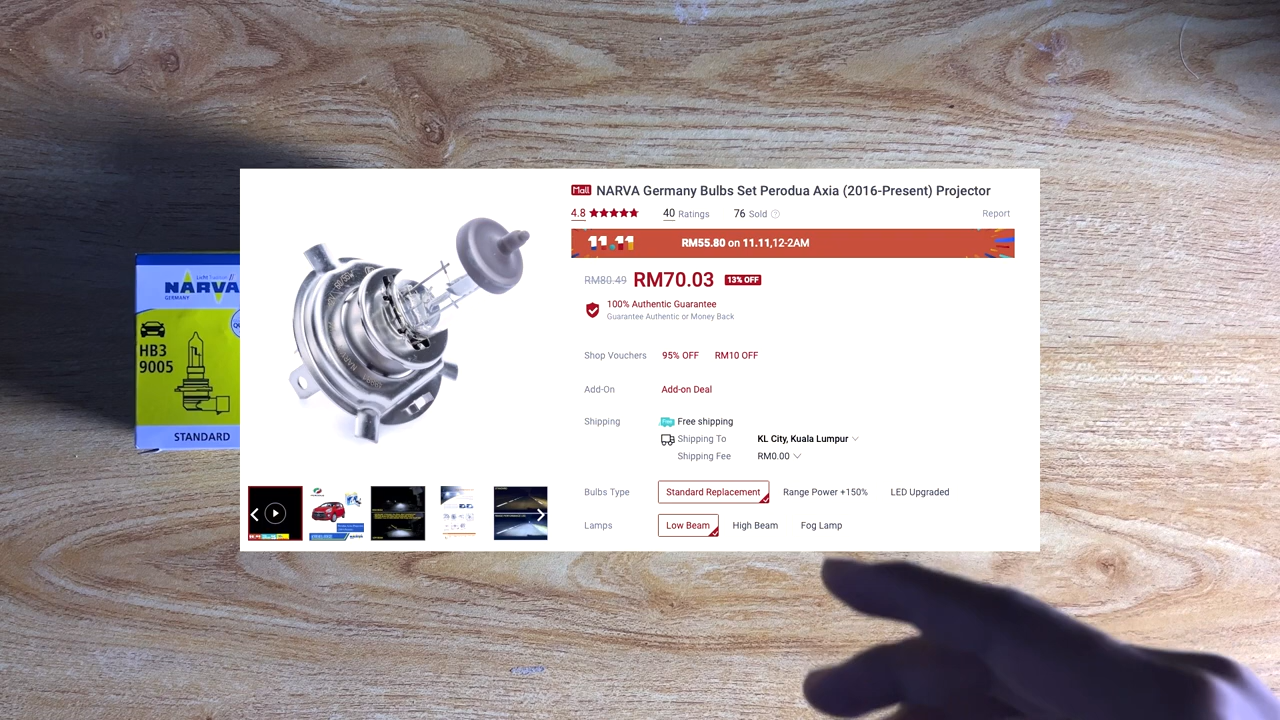 Licht Tradition
NARVA
GERMANY
HB3
9005
STANDARD
Mall NARVA Germany Bulbs Set Perodua Axia (2016-Present) Projector
4.8 40 Ratings 76 Sold Report
11.11 RM55.80 on 11.11,12-2AM
RM80.49 RM70.03 13% OFF
100% Authentic Guarantee
Guarantee Authentic or Money Back
Shop Vouchers 95% OFF RM10 OFF
Add-On Add-on Deal
Shipping Free Free shipping
Shipping To KL City, Kuala Lumpur
Shipping Fee RM0.00
Bulbs Type Standard Replacement Range Power +150% LED Upgraded
Lamps Low Beam High Beam Fog Lamp